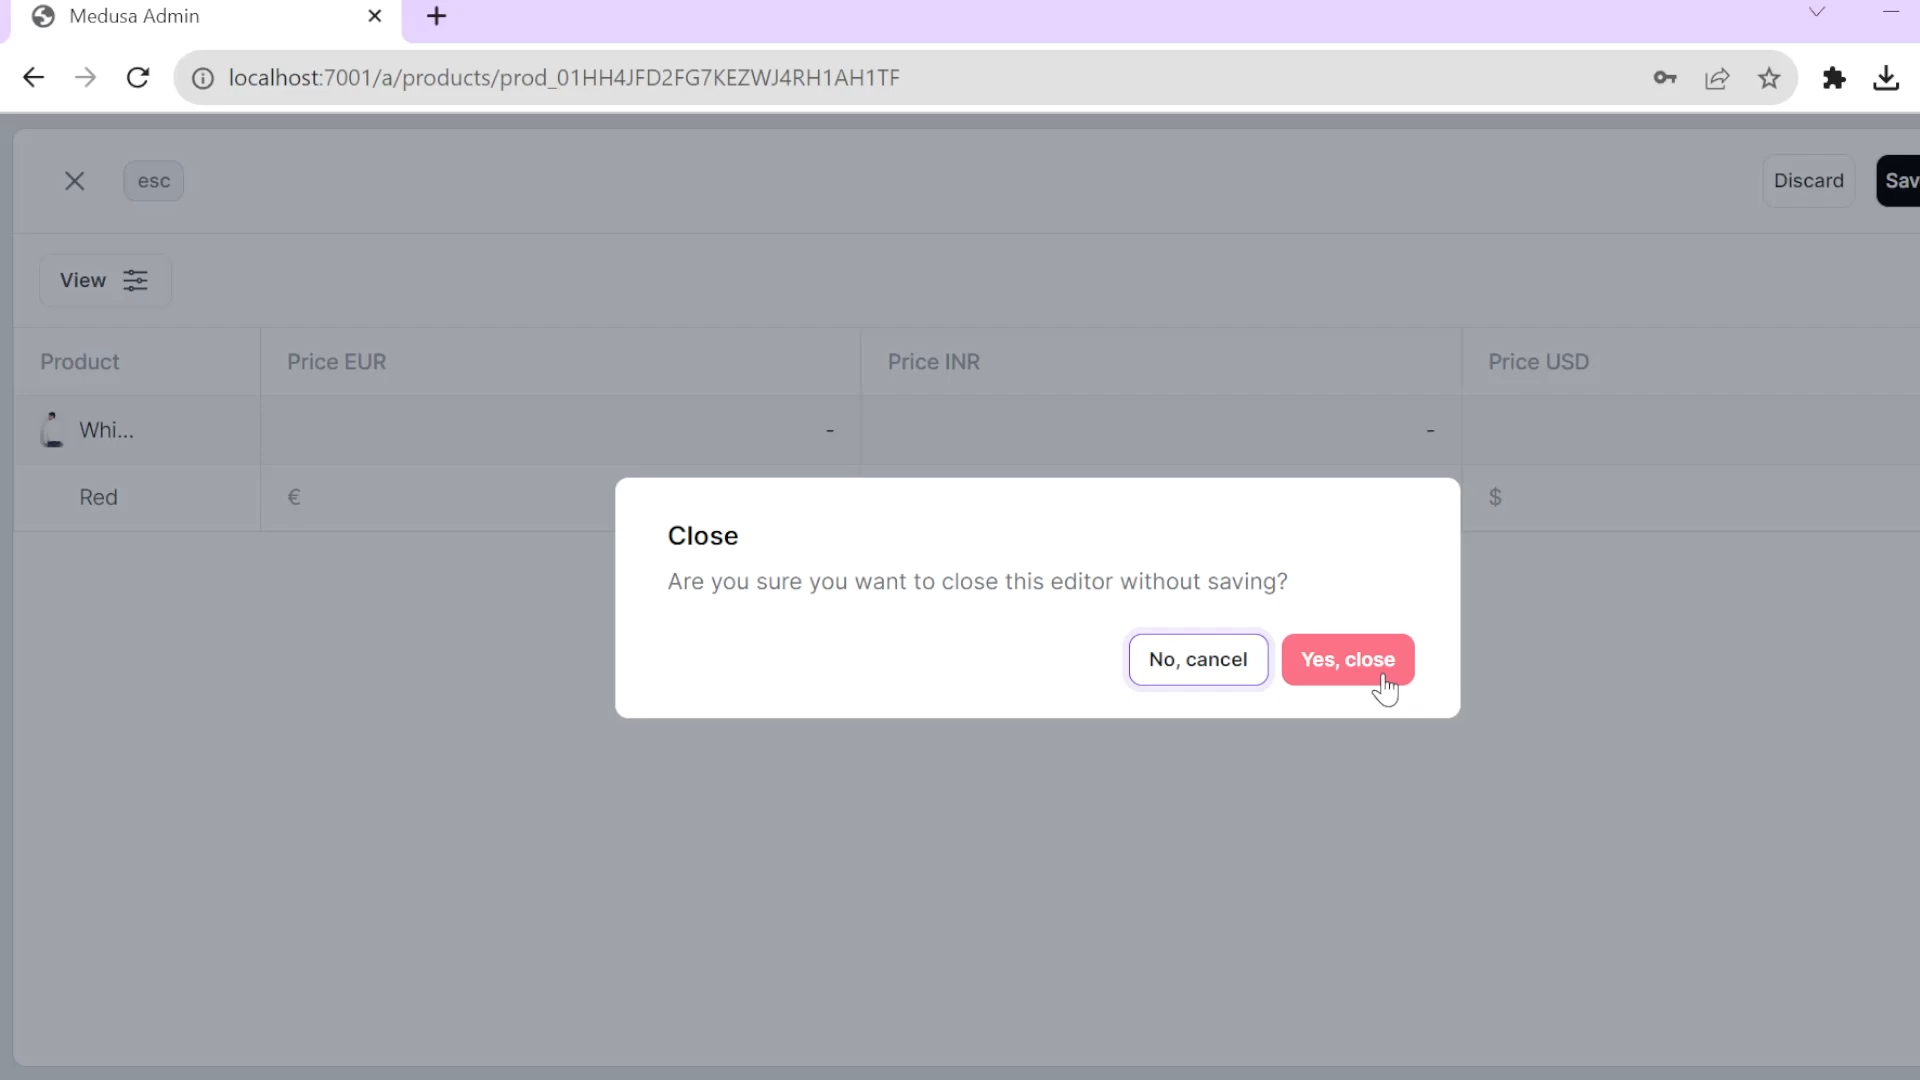 Medusa Admin
localhost:7001/a/products/prod_01HH4JFD2FG7KEZWJ4RH1AH1TF
esc
Discard
Sav
View
Product
Price EUR
Price INR
Price USD
Whi...
-
-
Red
€
$
Close
Are you sure you want to close this editor without saving?
No, cancel
Yes, close